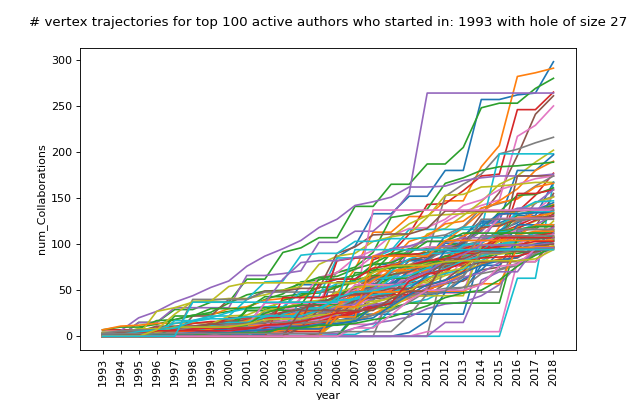 # vertex trajectories for top 100 active authors who started in: 1993 with hole of size 27
300
250
200
150
100
50
0
num_Collaborations
1993 1994 1995 1996 1997 1998 1999 2000 2001 2002 2003 2004 2005 2006 2007 2008 2009 2010 2011 2012 2013 2014 2015 2016 2017 2018
year